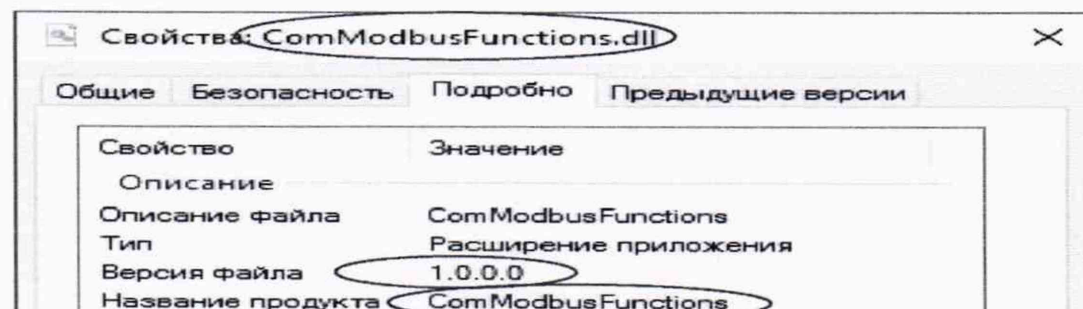 Свойства: ComModbusFunctions.dll
Общие Безопасность Подробно Предыдущие версии
Свойство Значение
Описание
Описание файла ComModbusFunctions
Тип Расширение приложения
Версия файла 1.0.0.0
Название продукта ComModbusFunctions